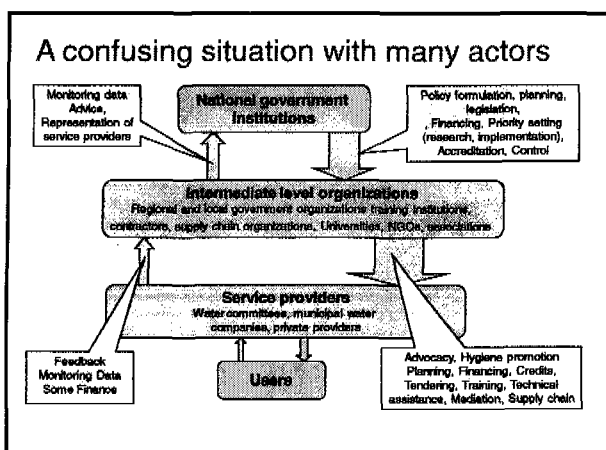 A confusing situation with many actors
Monitoring data
Advice,
Representation of
service providers
National government
Institutions
Policy formulation, planning,
legislation,
, Financing, Priority setting
(research, implementation),
Accreditation, Control
Intermediate level organizations
Regional and local government organizations training institutions,
contractors, supply chain organizations, Universities, NGOs, associations
Service providers
Water committees, municipal water
companies, private providers
Feedback
Monitoring Data
Some Finance
Users
Advocacy, Hygiene promotion
Planning, Financing, Credits,
Tendering, Training, Technical
assistance, Mediation, Supply chain